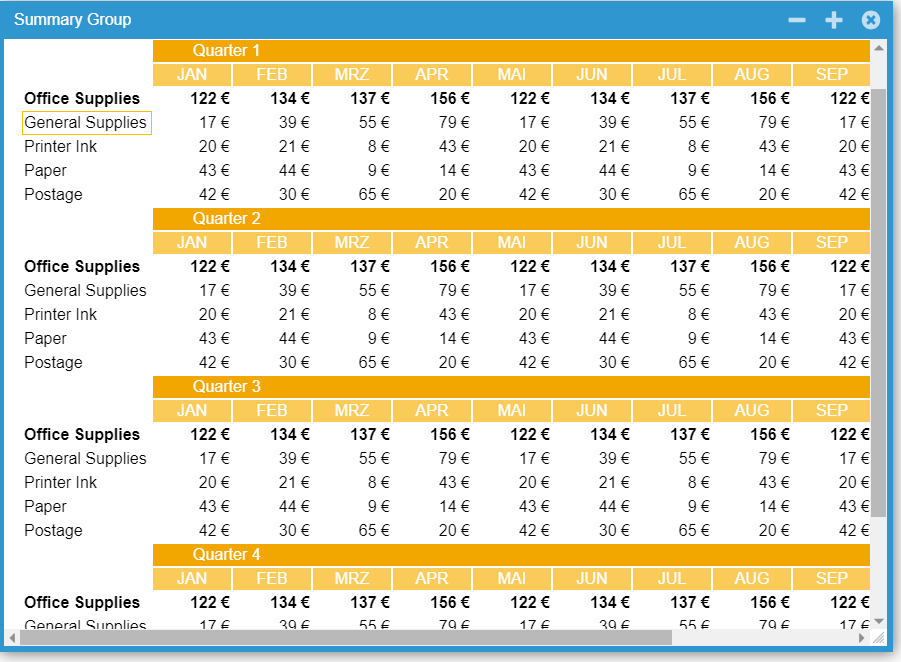 Summary Group
Quarter 1
JAN FEB MRZ APR MAI JUN JUL AUG SEP
Office Supplies 122 € 134 € 137 € 156 € 122 € 134 € 137 € 156 € 122 €
General Supplies 17 € 39 € 55 € 79 € 17 € 39 € 55 € 79 € 17 €
Printer Ink 20 € 21 € 8 € 43 € 20 € 21 € 8 € 43 € 20 €
Paper 43 € 44 € 9 € 14 € 43 € 44 € 9 € 14 € 43 €
Postage 42 € 30 € 65 € 20 € 42 € 30 € 65 € 20 € 42 €
Quarter 2
JAN FEB MRZ APR MAI JUN JUL AUG SEP
Office Supplies 122 € 134 € 137 € 156 € 122 € 134 € 137 € 156 € 122 €
General Supplies 17 € 39 € 55 € 79 € 17 € 39 € 55 € 79 € 17 €
Printer Ink 20 € 21 € 8 € 43 € 20 € 21 € 8 € 43 € 20 €
Paper 43 € 44 € 9 € 14 € 43 € 44 € 9 € 14 € 43 €
Postage 42 € 30 € 65 € 20 € 42 € 30 € 65 € 20 € 42 €
Quarter 3
JAN FEB MRZ APR MAI JUN JUL AUG SEP
Office Supplies 122 € 134 € 137 € 156 € 122 € 134 € 137 € 156 € 122 €
General Supplies 17 € 39 € 55 € 79 € 17 € 39 € 55 € 79 € 17 €
Printer Ink 20 € 21 € 8 € 43 € 20 € 21 € 8 € 43 € 20 €
Paper 43 € 44 € 9 € 14 € 43 € 44 € 9 € 14 € 43 €
Postage 42 € 30 € 65 € 20 € 42 € 30 € 65 € 20 € 42 €
Quarter 4
JAN FEB MRZ APR MAI JUN JUL AUG SEP
Office Supplies 122 € 134 € 137 € 156 € 122 € 134 € 137 € 156 € 122 €
General Supplies 17 € 39 € 55 € 79 € 17 € 39 € 55 € 79 € 17 €